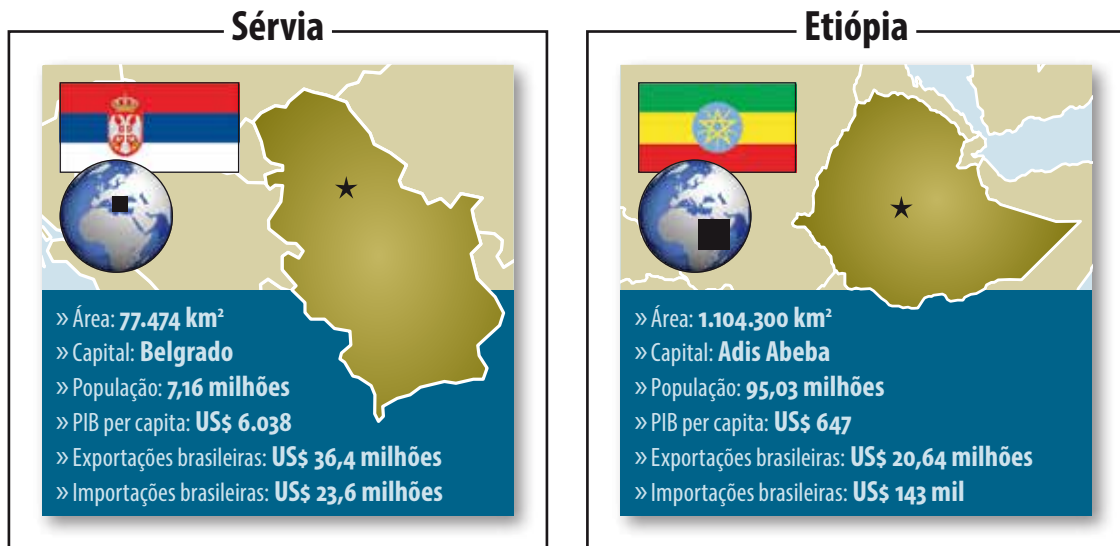 Sérvia
» Área: 77.474 km²
» Capital: Belgrado
» População: 7,16 milhões
» PIB per capita: US$ 6.038
» Exportações brasileiras: US$ 36,4 milhões
» Importações brasileiras: US$ 23,6 milhões
Etiópia
» Área: 1.104.300 km²
» Capital: Adis Abeba
» População: 95,03 milhões
» PIB per capita: US$ 647
» Exportações brasileiras: US$ 20,64 milhões
» Importações brasileiras: US$ 143 mil